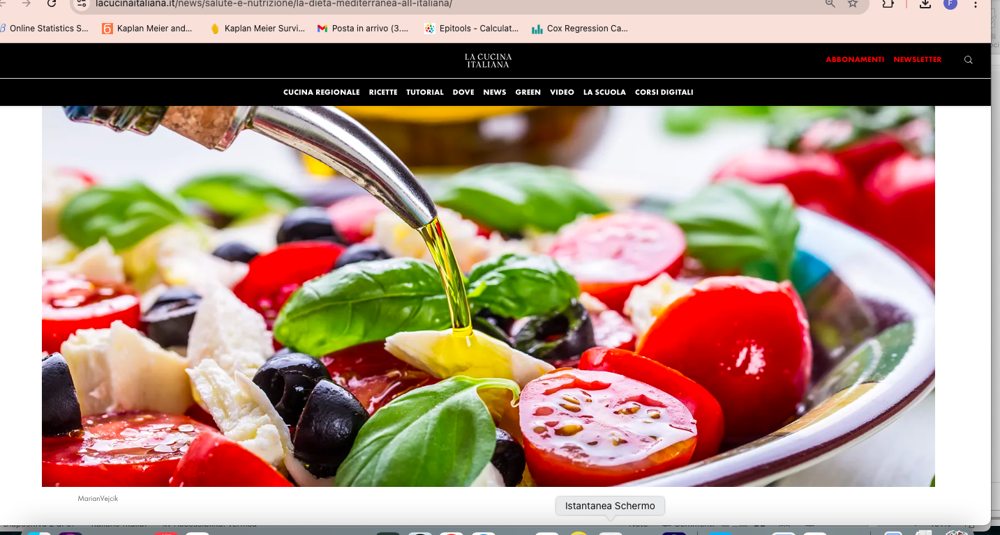 lacucinaitaliana.it/news/salute-e-nutrizione/la-dieta-mediterranea-all-italiana/
F
Online Statistics S...
Kaplan Meier and...
Kaplan Meier Survi...
Posta in arrivo (3....
Epitools - Calculat...
Cox Regression Ca...
LA CUCINA
ITALIANA
ABBONAMENTI
NEWSLETTER
CUCINA REGIONALE
RICETTE
TUTORIAL
DOVE
NEWS
GREEN
VIDEO
LA SCUOLA
CORSI DIGITALI
MarianVejcik
Istantanea Schermo